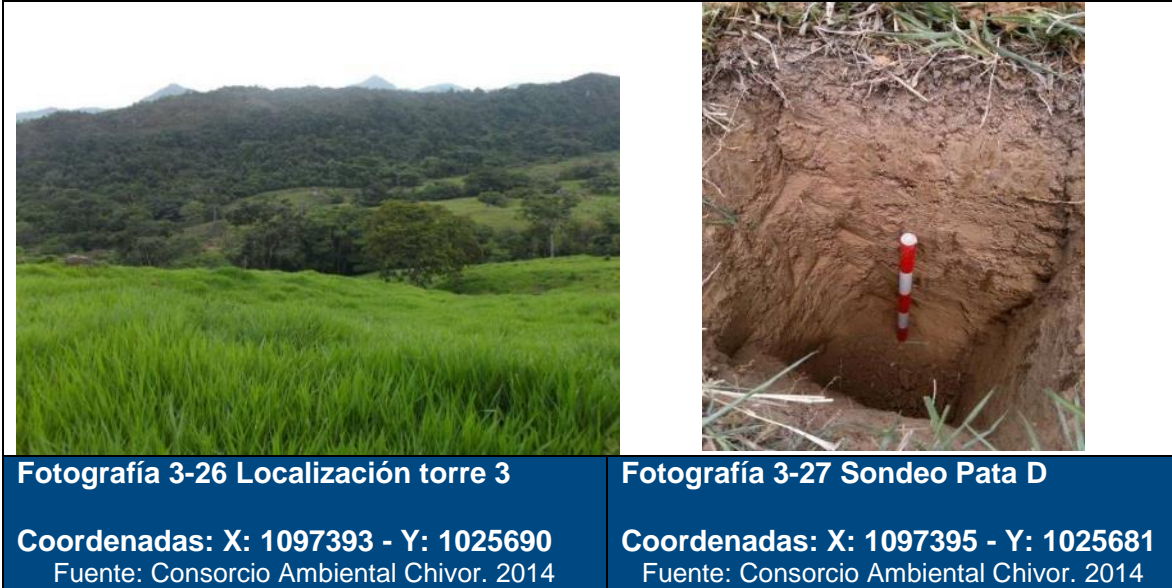 Fotografía 3-26 Localización torre 3
Coordenadas: X: 1097393 - Y: 1025690
Fuente: Consorcio Ambiental Chivor. 2014
Fotografía 3-27 Sondeo Pata D
Coordenadas: X: 1097395 - Y: 1025681
Fuente: Consorcio Ambiental Chivor. 2014